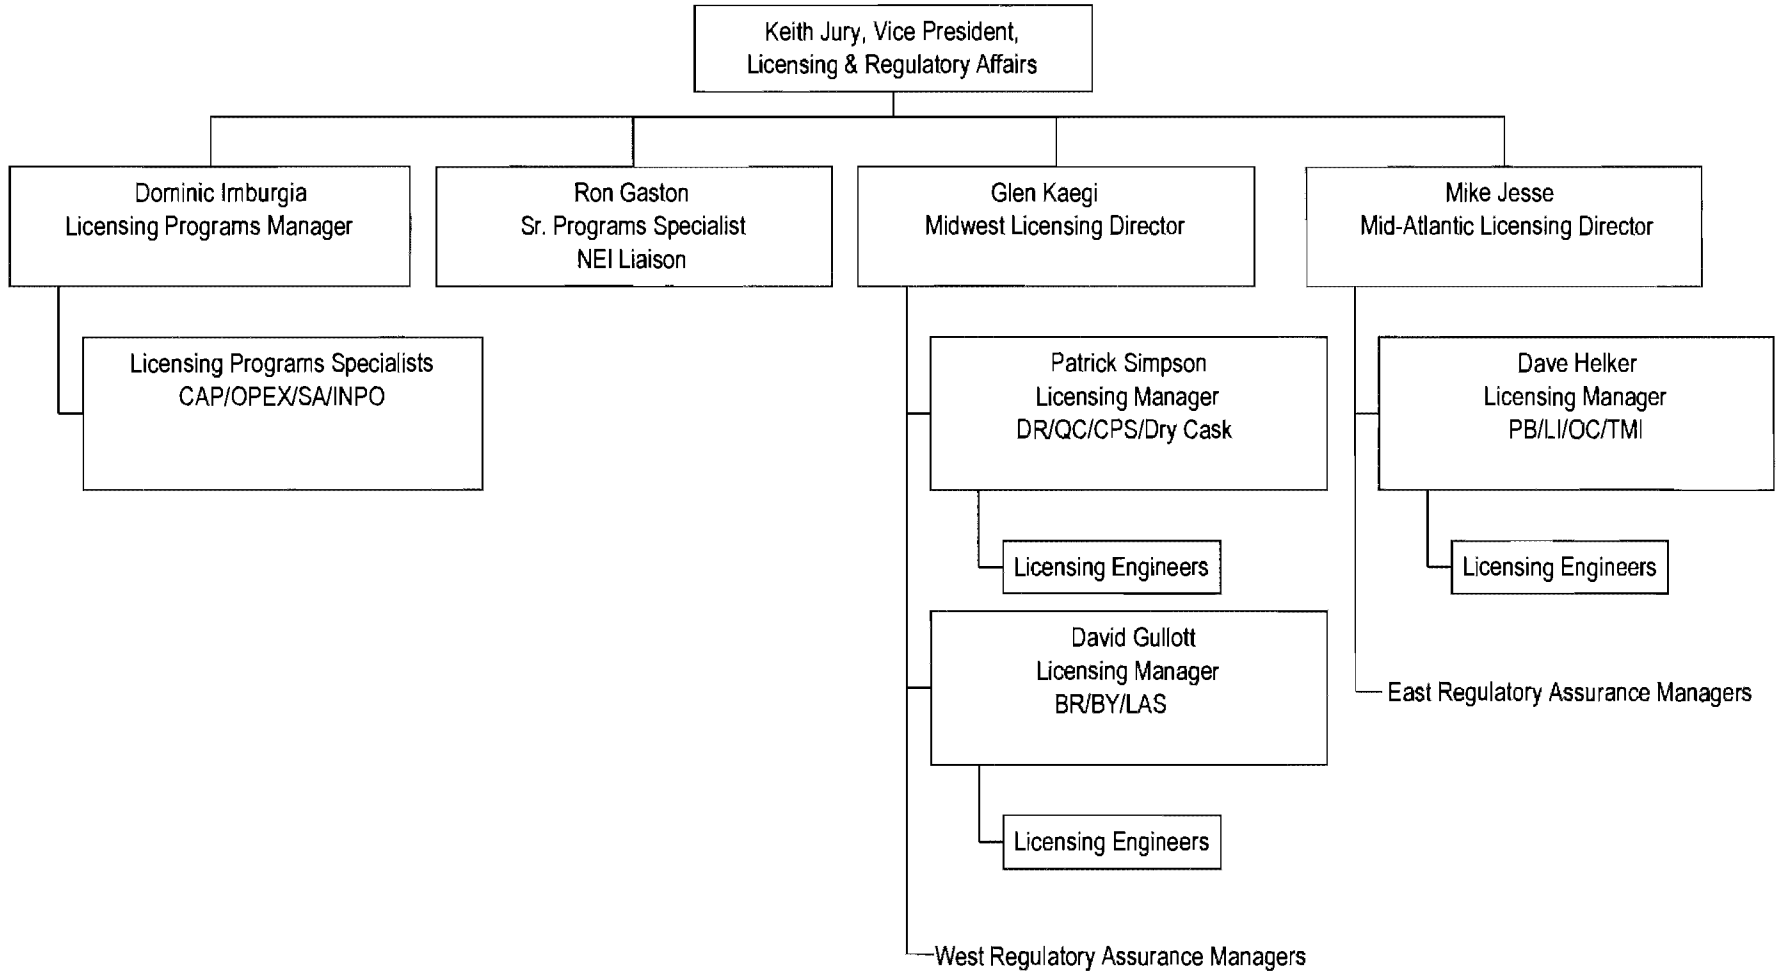 Keith Jury, Vice President,
Licensing & Regulatory Affairs
Dominic Imburgia
Licensing Programs Manager
Ron Gaston
Sr. Programs Specialist
NEI Liaison
Glen Kaegi
Midwest Licensing Director
Mike Jesse
Mid-Atlantic Licensing Director
Licensing Programs Specialists
CAP/OPEX/SA/INPO
Patrick Simpson
Licensing Manager
DR/QC/CPS/Dry Cask
Dave Helker
Licensing Manager
PB/LI/OC/TMI
Licensing Engineers
Licensing Engineers
David Gullott
Licensing Manager
BR/BY/LAS
East Regulatory Assurance Managers
Licensing Engineers
West Regulatory Assurance Managers